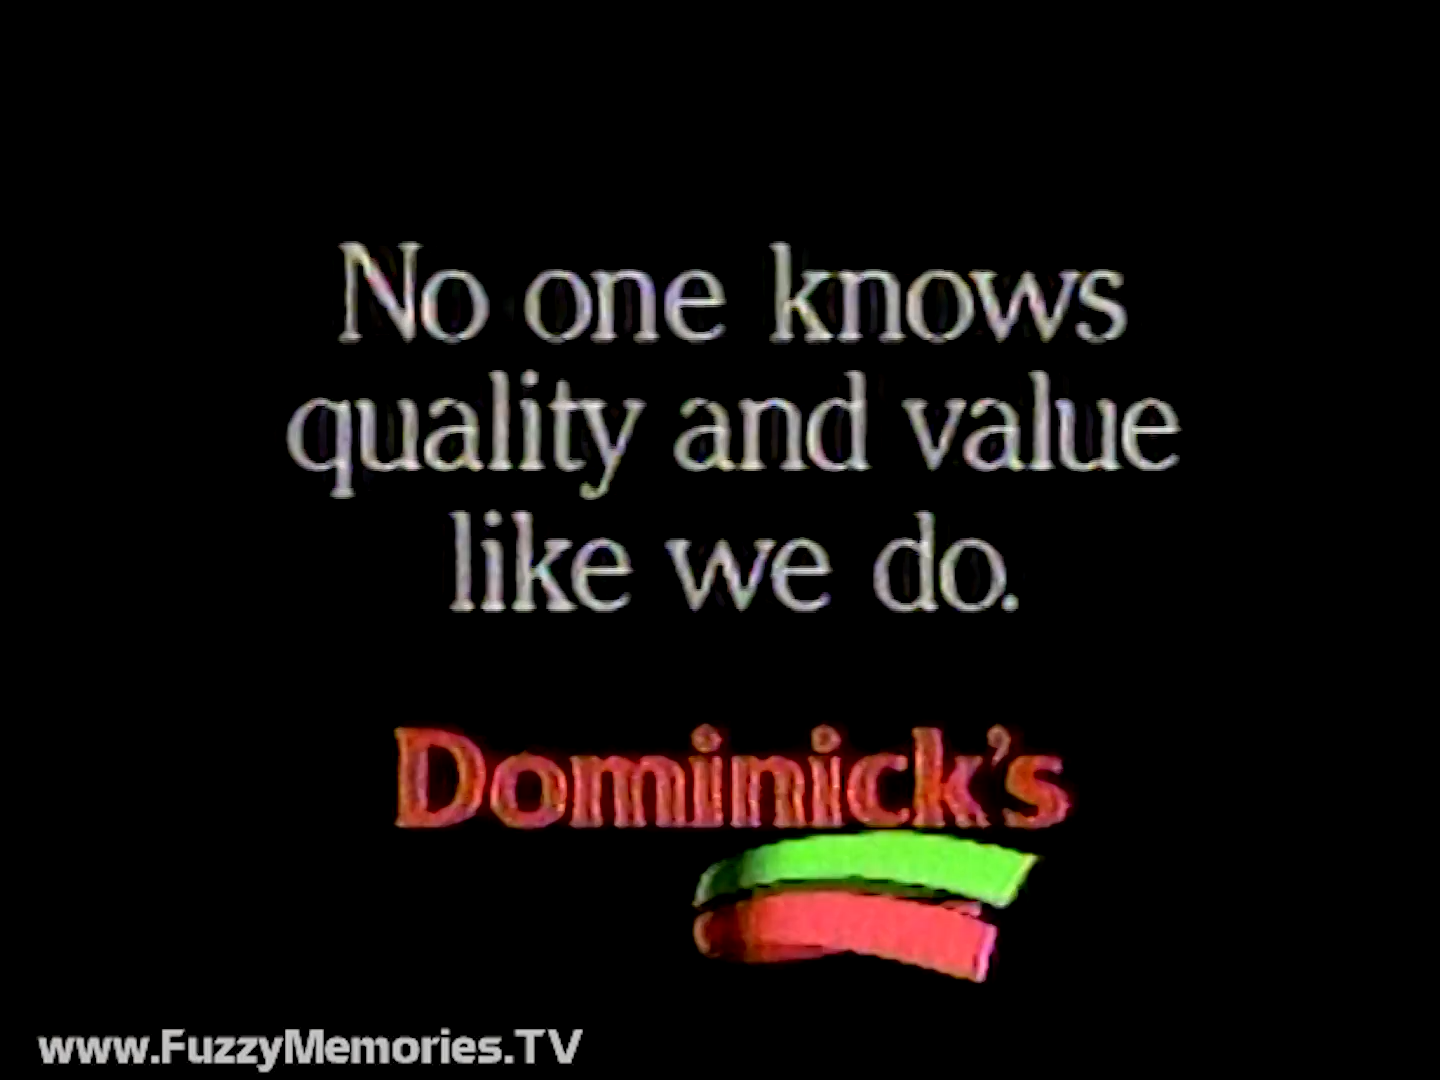 No one knows
quality and value
like we do.
Dominick's
www.FuzzyMemories.TV